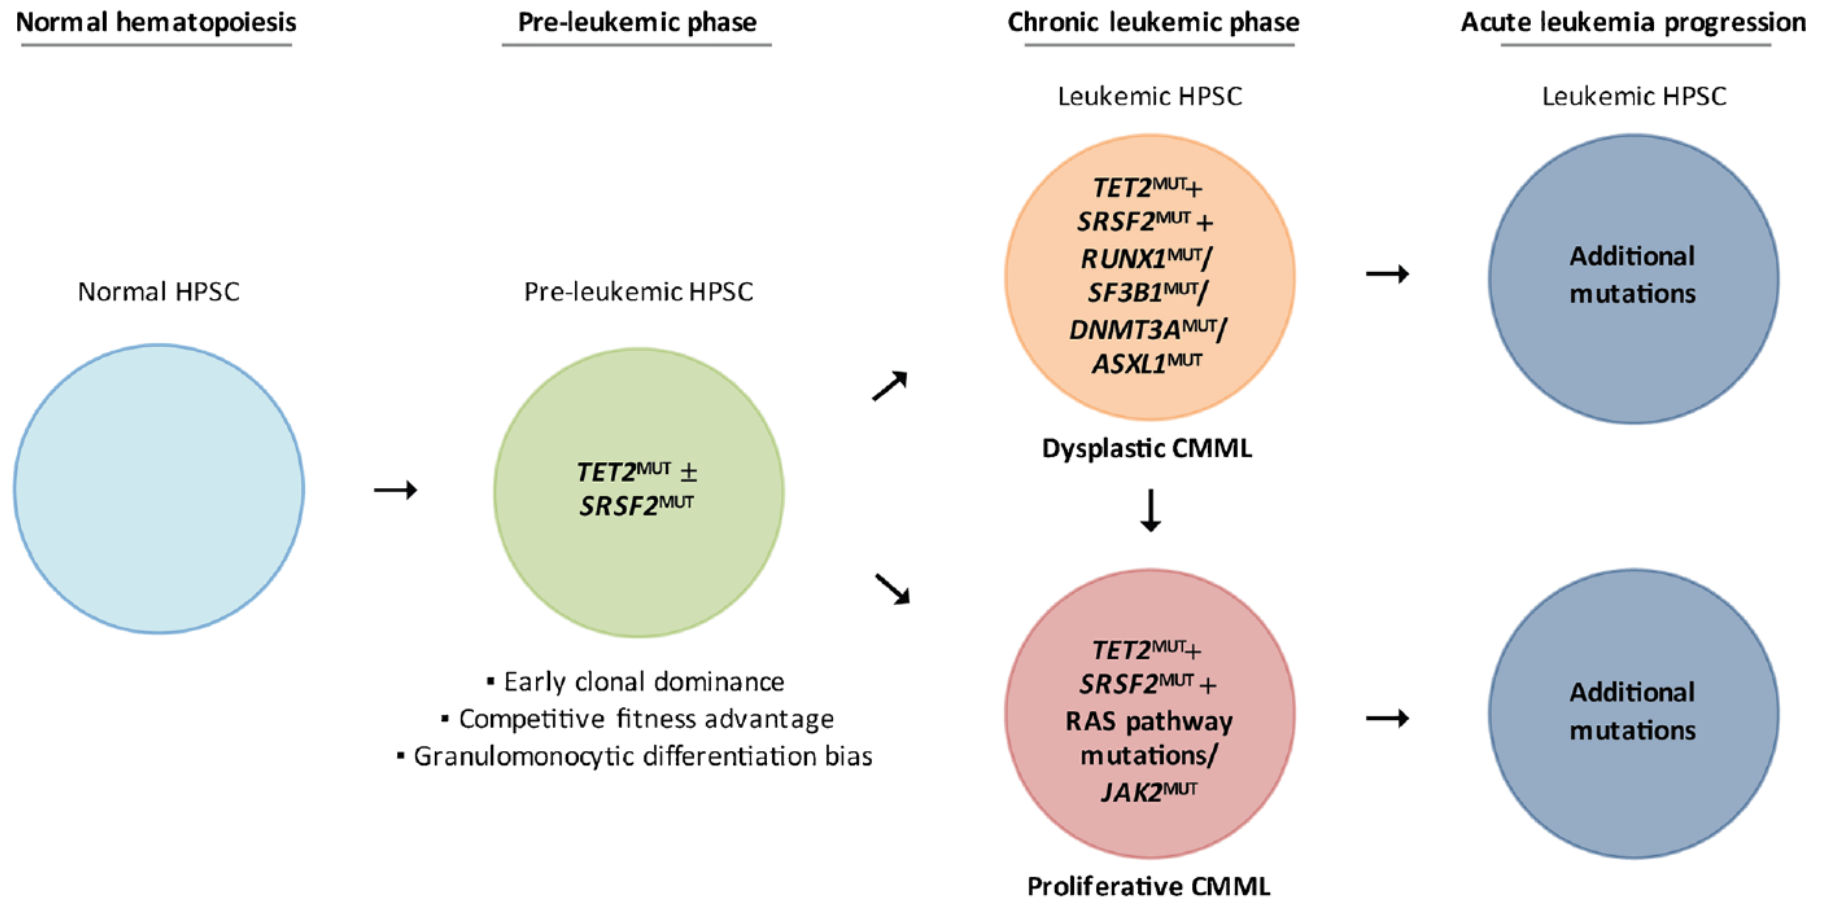 Normal hematopoiesis
Pre-leukemic phase
Chronic leukemic phase
Acute leukemia progression
Normal HPSC
Pre-leukemic HPSC
TET2MUT ±
SRSF2MUT
▪ Early clonal dominance
▪ Competitive fitness advantage
▪ Granulomonocytic differentiation bias
Leukemic HPSC
TET2MUT+
SRSF2MUT +
RUNX1MUT/
SF3B1MUT/
DNMT3AMUT/
ASXL1MUT
Dysplastic CMML
TET2MUT+
SRSF2MUT +
RAS pathway
mutations/
JAK2MUT
Proliferative CMML
Leukemic HPSC
Additional
mutations
Additional
mutations